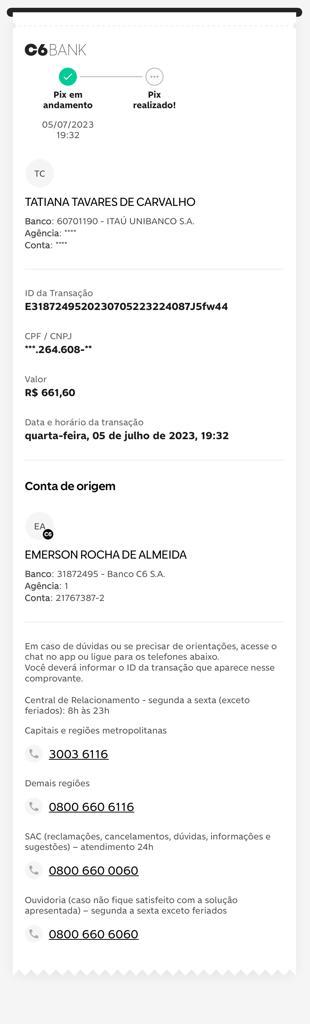 C6BANK
Pix em
andamento
Pix
realizado!
05/07/2023
19:32
TC
TATIANA TAVARES DE CARVALHO
Banco: 60701190 - ITAÚ UNIBANCO S.A.
Agência: ****
Conta: ****
ID da Transação
E31872495202307052232240​87J5fw44
CPF / CNPJ
***.264.608-**
Valor
R$ 661,60
Data e horário da transação
quarta-feira, 05 de julho de 2023, 19:32
Conta de origem
EA
C6
EMERSON ROCHA DE ALMEIDA
Banco: 31872495 - Banco C6 S.A.
Agência: 1
Conta: 21767387-2
Em caso de dúvidas ou se precisar de orientações, acesse o
chat no app ou ligue para os telefones abaixo.
Você deverá informar o ID da transação que aparece nesse
comprovante.
Central de Relacionamento - segunda a sexta (exceto
feriados): 8h às 23h
Capitais e regiões metropolitanas
3003 6116
Demais regiões
0800 660 6116
SAC (reclamações, cancelamentos, dúvidas, informações e
sugestões) – atendimento 24h
0800 660 0060
Ouvidoria (caso não fique satisfeito com a solução
apresentada) – segunda a sexta exceto feriados
0800 660 6060